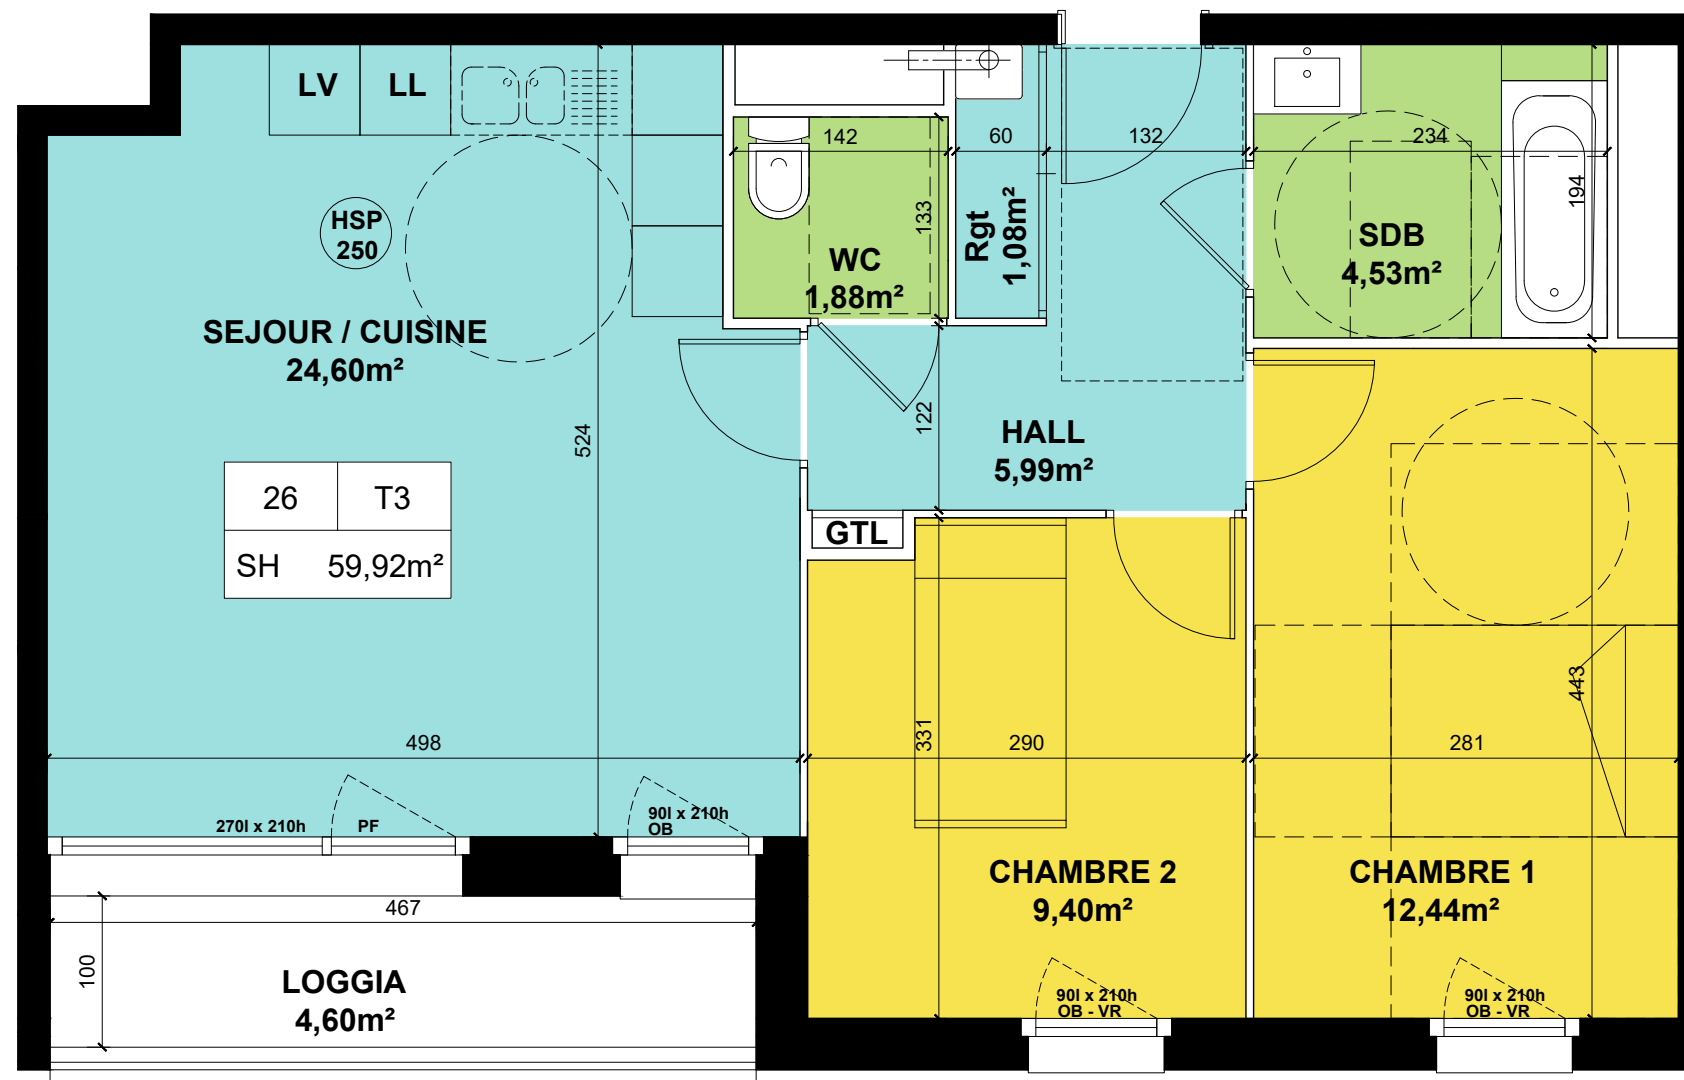 LV
LL
142
60
132
234
HSP
250
133
Rgt
1,08m²
194
WC
1,88m²
SDB
4,53m²
SEJOUR / CUISINE
24,60m²
524
122
HALL
5,99m²
26
T3
SH
59,92m²
GTL
498
331
290
443
281
270l x 210h
PF
90l x 210h
OB
CHAMBRE 2
9,40m²
CHAMBRE 1
12,44m²
467
100
LOGGIA
4,60m²
90l x 210h
OB - VR
90l x 210h
OB - VR